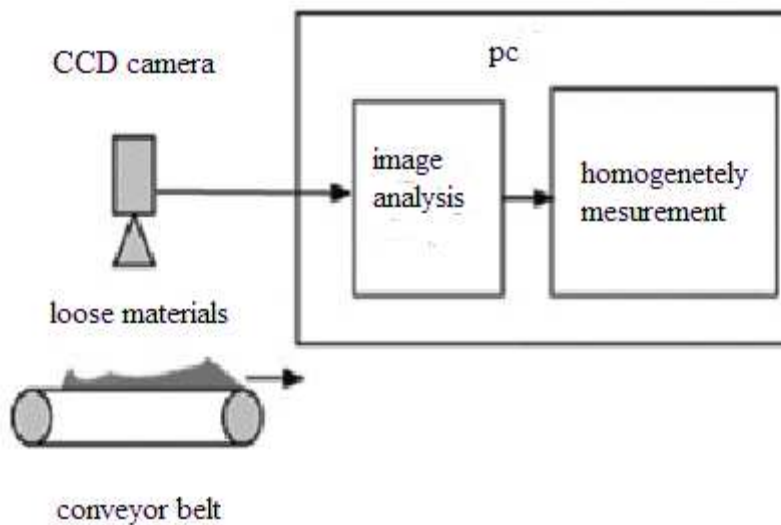 CCD camera
pc
image
analysis
homogenetely
mesurement
loose materials
conveyor belt